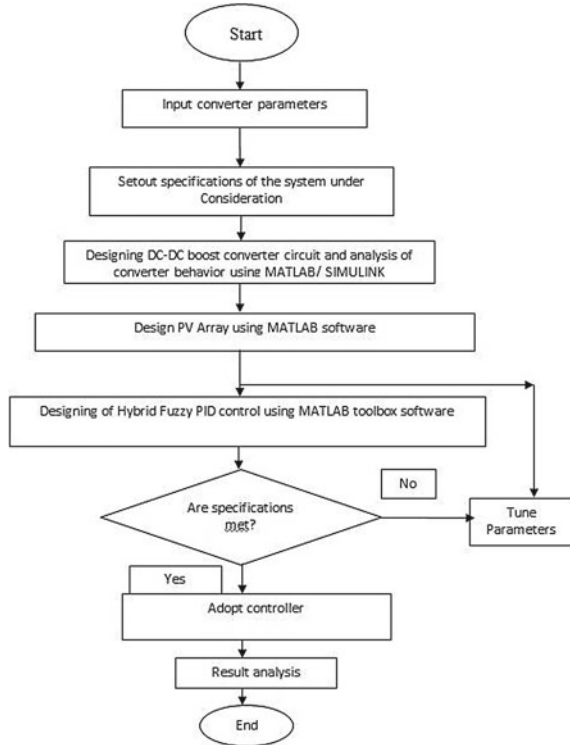 Start
Input converter parameters
Setout specifications of the system under
Consideration
Designing DC-DC boost converter circuit and analysis of
converter behavior using MATLAB/ SIMULINK
Design PV Array using MATLAB software
Designing of Hybrid Fuzzy PID control using MATLAB toolbox software
No
Are specifications
met?
Tune
Parameters
Yes
Adopt controller
Result analysis
End